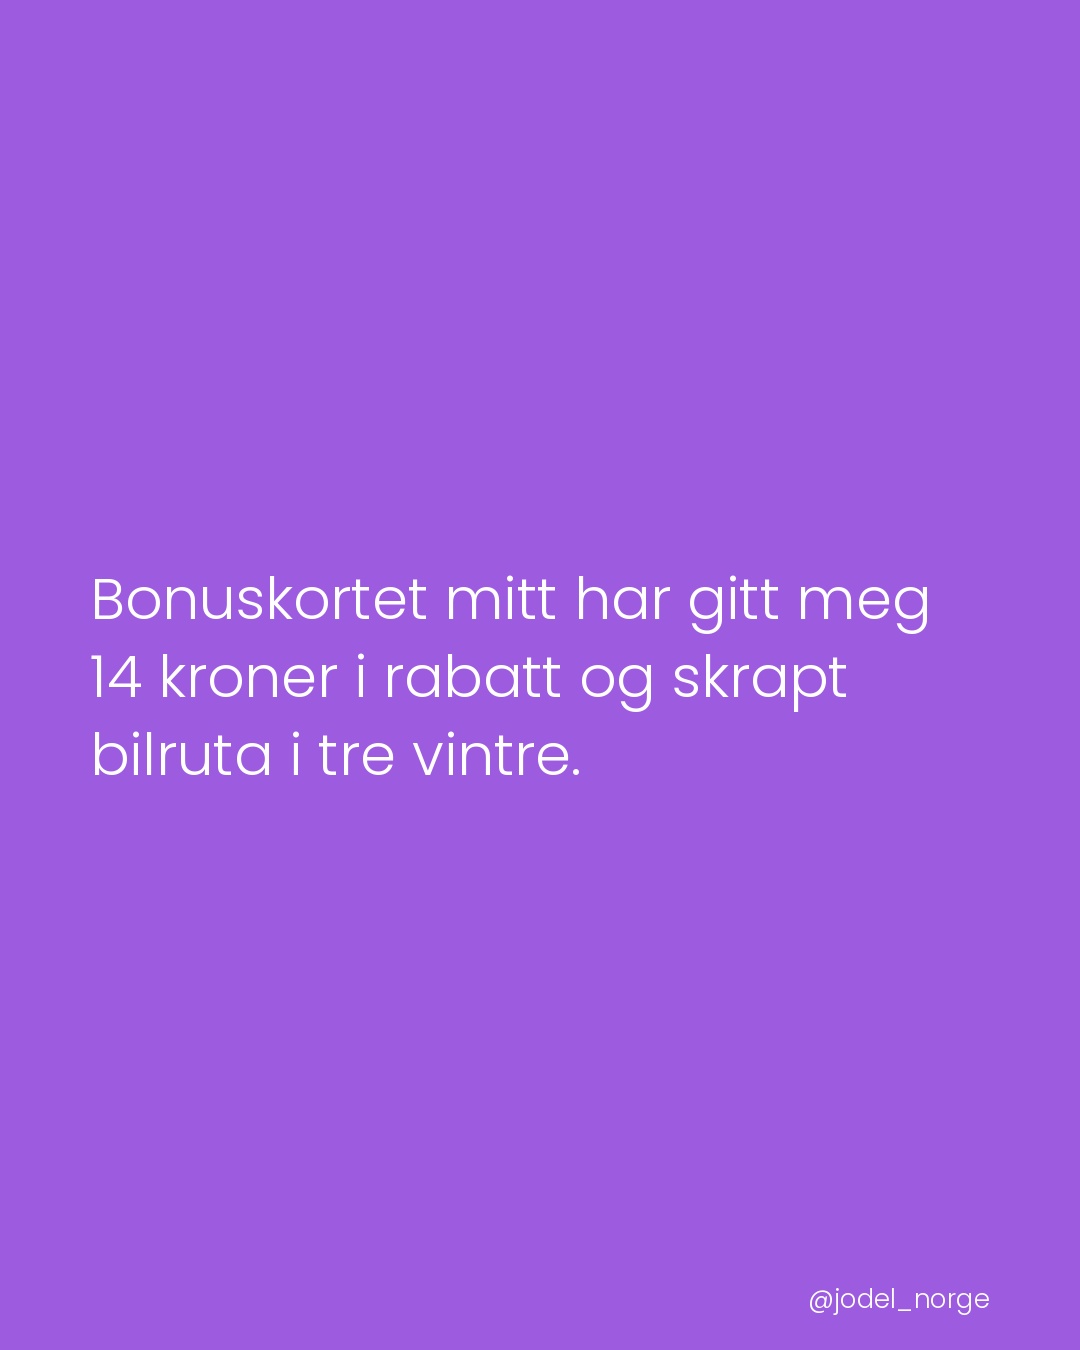 Bonuskortet mitt har gitt meg
14 kroner i rabatt og skrapt
bilruta i tre vintre.
@jodel_norge